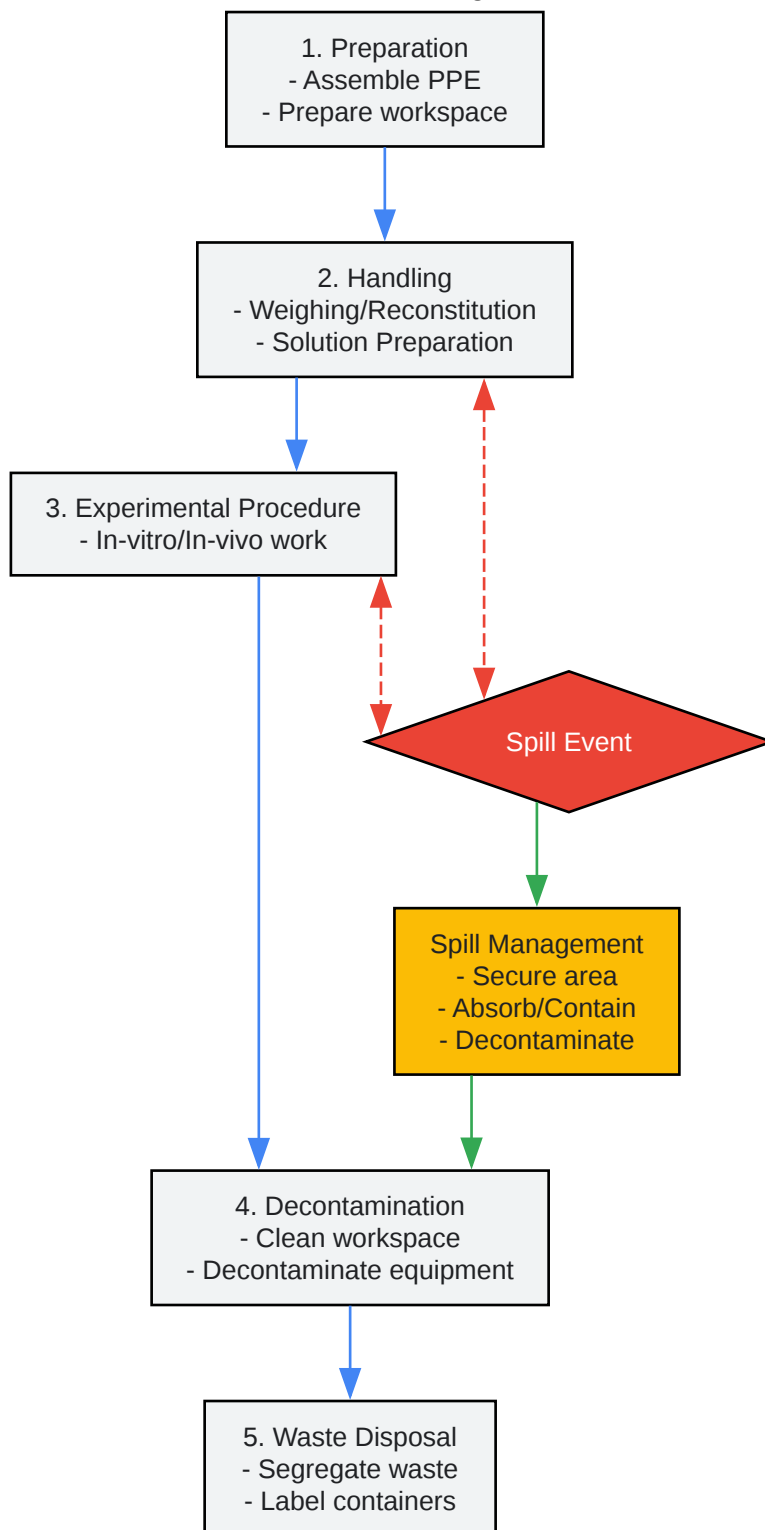 1. Preparation
- Assemble PPE
- Prepare workspace
2. Handling
- Weighing/Reconstitution
- Solution Preparation
3. Experimental Procedure
- In-vitro/In-vivo work
Spill Event
Spill Management
- Secure area
- Absorb/Contain
- Decontaminate
4. Decontamination
- Clean workspace
- Decontaminate equipment
5. Waste Disposal
- Segregate waste
- Label containers